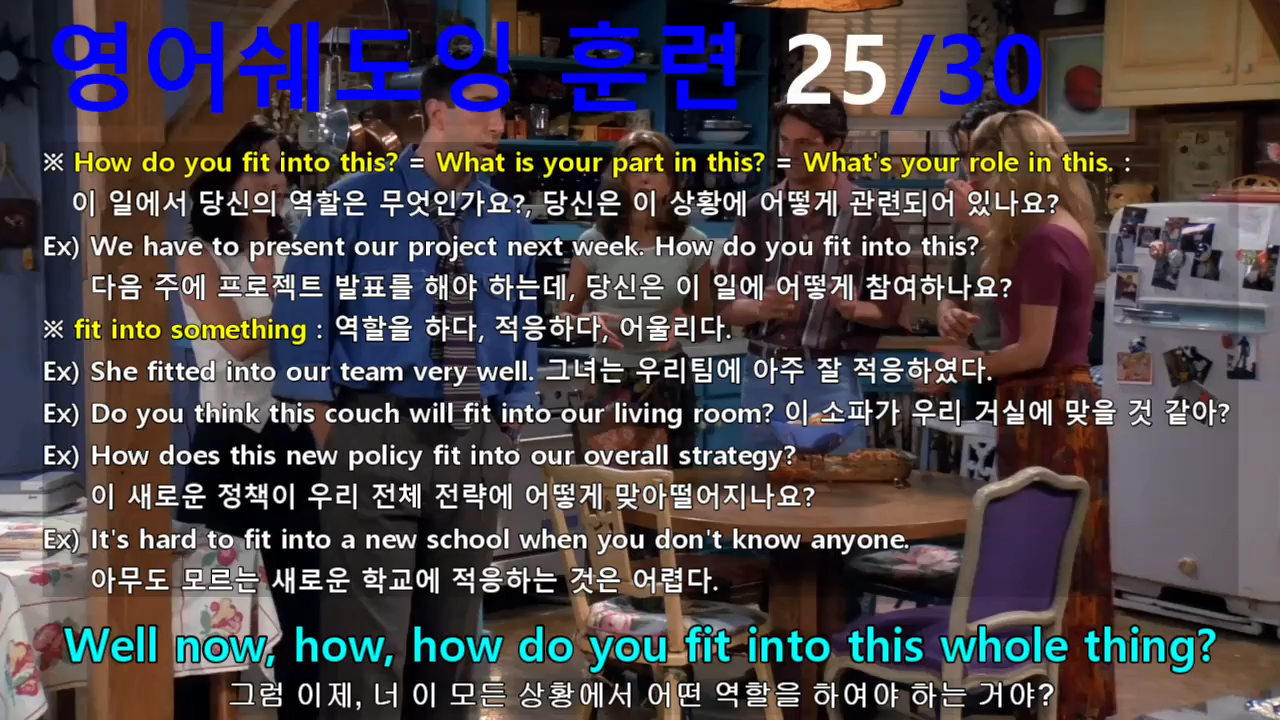 영어쉐도잉 훈련 25/30
※ How do you fit into this? = What is your part in this? = What's your role in this. :
이 일에서 당신의 역할은 무엇인가요?, 당신은 이 상황에 어떻게 관련되어 있나요?
Ex) We have to present our project next week. How do you fit into this?
다음 주에 프로젝트 발표를 해야 하는데, 당신은 이 일에 어떻게 참여하나요?
※ fit into something : 역할을 하다, 적응하다, 어울리다.
Ex) She fitted into our team very well. 그녀는 우리팀에 아주 잘 적응하였다.
Ex) Do you think this couch will fit into our living room? 이 소파가 우리 거실에 맞을 것 같아?
Ex) How does this new policy fit into our overall strategy?
이 새로운 정책이 우리 전체 전략에 어떻게 맞아떨어지나요?
Ex) It's hard to fit into a new school when you don't know anyone.
아무도 모르는 새로운 학교에 적응하는 것은 어렵다.
Well now, how, how do you fit into this whole thing?
그럼 이제, 너 이 모든 상황에서 어떤 역할을 하여야 하는 거야?